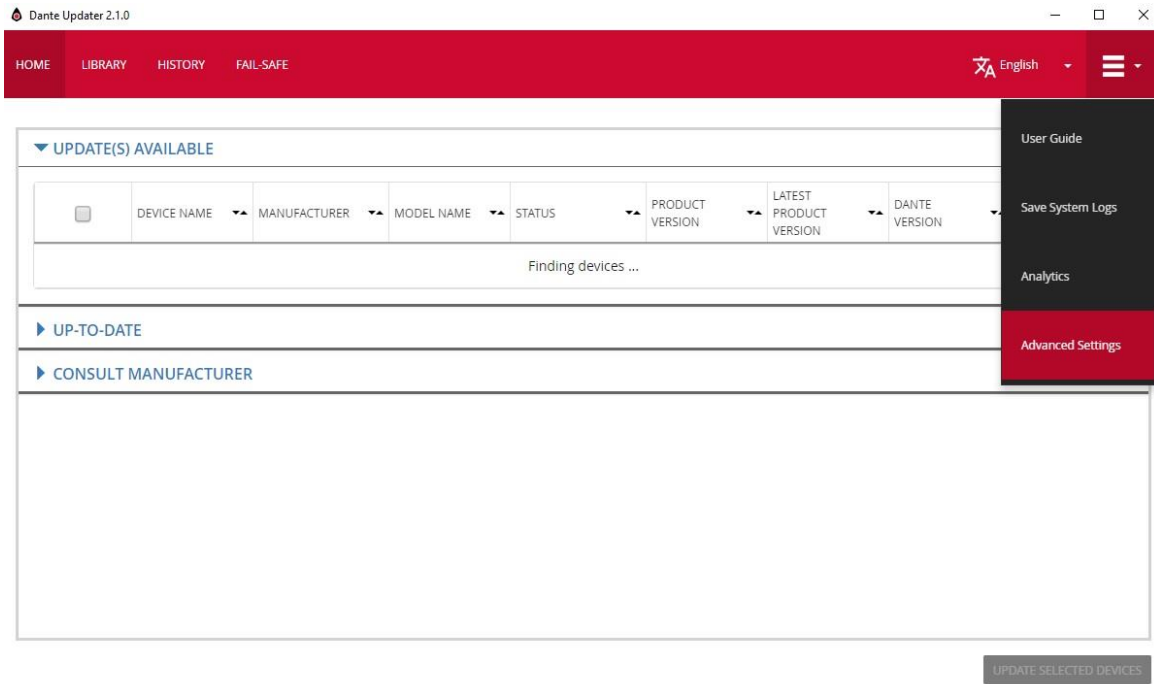 Dante Updater 2.1.0
HOME LIBRARY HISTORY FAIL-SAFE English
User Guide
Save System Logs
Analytics
Advanced Settings
UPDATE(S) AVAILABLE
DEVICE NAME MANUFACTURER MODEL NAME STATUS PRODUCT VERSION LATEST PRODUCT VERSION DANTE VERSION
Finding devices ...
UP-TO-DATE
CONSULT MANUFACTURER
UPDATE SELECTED DEVICES